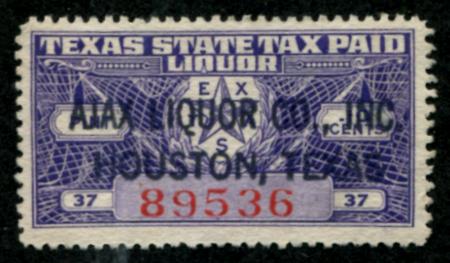 TEXAS STATE TAX PAID
LIQUOR
E X
AJAX LIQUOR CO., INC.
CENTS
S
HOUSTON, TEXAS
37 89536 37